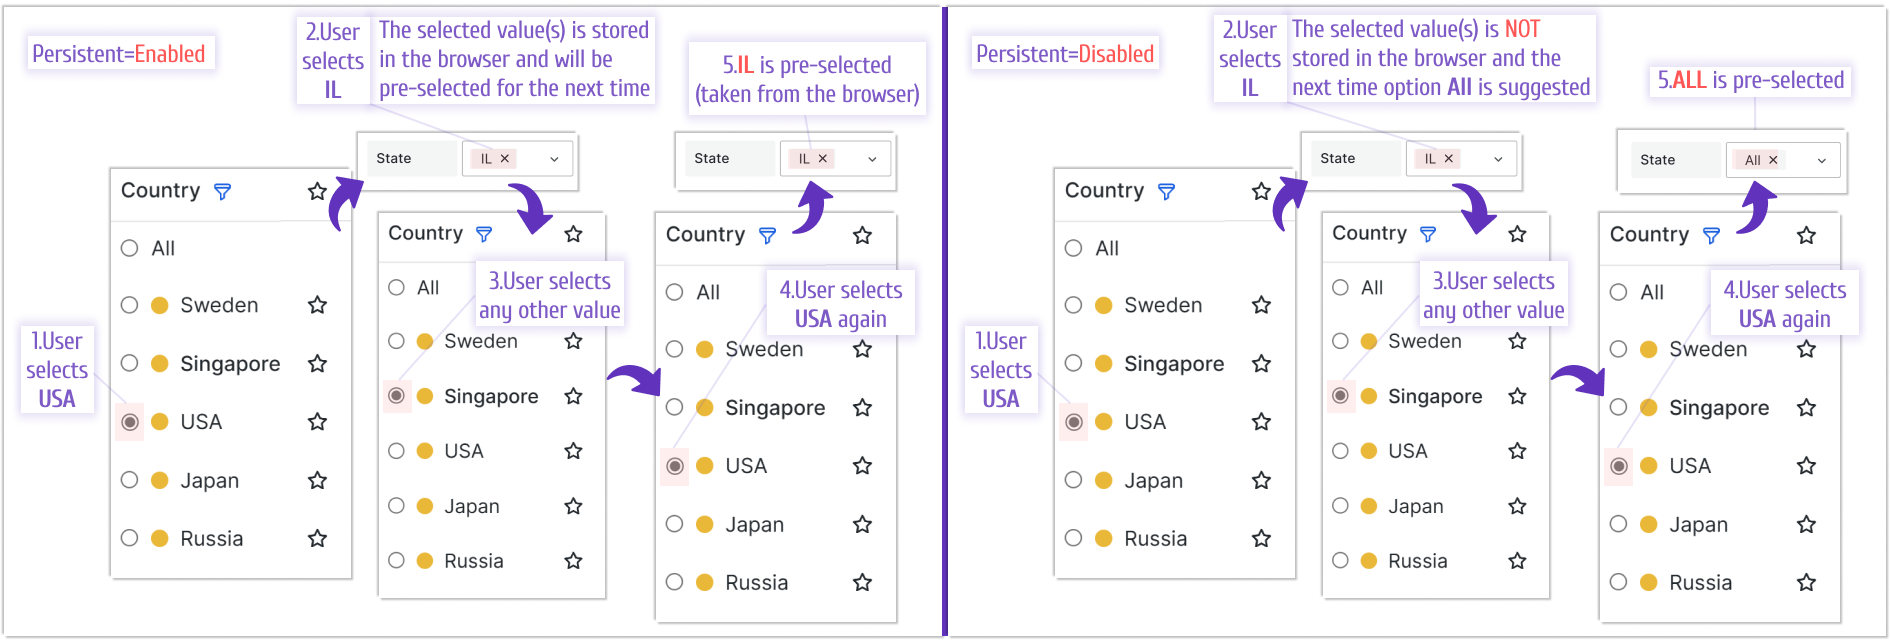 Persistent=Enabled
2.User
selects
IL
The selected value(s) is stored
in the browser and will be
pre-selected for the next time
5.IL is pre-selected
(taken from the browser)
State
IL
State
IL
Country
All
Sweden
Singapore
USA
Japan
Russia
1.User
selects
USA
Country
All
Sweden
Singapore
USA
Japan
Russia
3.User selects
any other value
Country
All
Sweden
Singapore
USA
Japan
Russia
4.User selects
USA again
Persistent=Disabled
2.User
selects
IL
The selected value(s) is NOT
stored in the browser and the
next time option All is suggested
5.ALL is pre-selected
State
IL
State
All
Country
All
Sweden
Singapore
USA
Japan
Russia
1.User
selects
USA
Country
All
Sweden
Singapore
USA
Japan
Russia
3.User selects
any other value
Country
All
Sweden
Singapore
USA
Japan
Russia
4.User selects
USA again